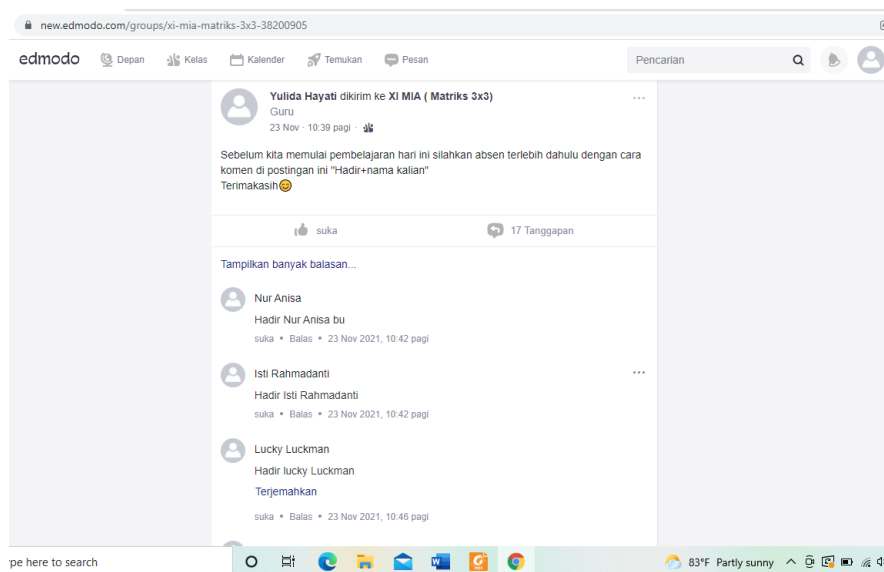 new.edmodo.com/groups/xi-mia-matriks-3x3-38200905
edmodo Depan Kelas Kalender Temukan Pesan Pencarian
Yulida Hayati dikirim ke XI MIA ( Matriks 3x3)
Guru
23 Nov · 10:39 pagi ·
Sebelum kita memulai pembelajaran hari ini silahkan absen terlebih dahulu dengan cara
komen di postingan ini "Hadir+nama kalian"
Terimakasih😊
suka 17 Tanggapan
Tampilkan banyak balasan...
Nur Anisa
Hadir Nur Anisa bu
suka • Balas • 23 Nov 2021, 10:42 pagi
Isti Rahmadanti
Hadir Isti Rahmadanti
suka • Balas • 23 Nov 2021, 10:42 pagi
Lucky Luckman
Hadir lucky Luckman
Terjemahkan
suka • Balas • 23 Nov 2021, 10:46 pagi
ype here to search 83°F Partly sunny